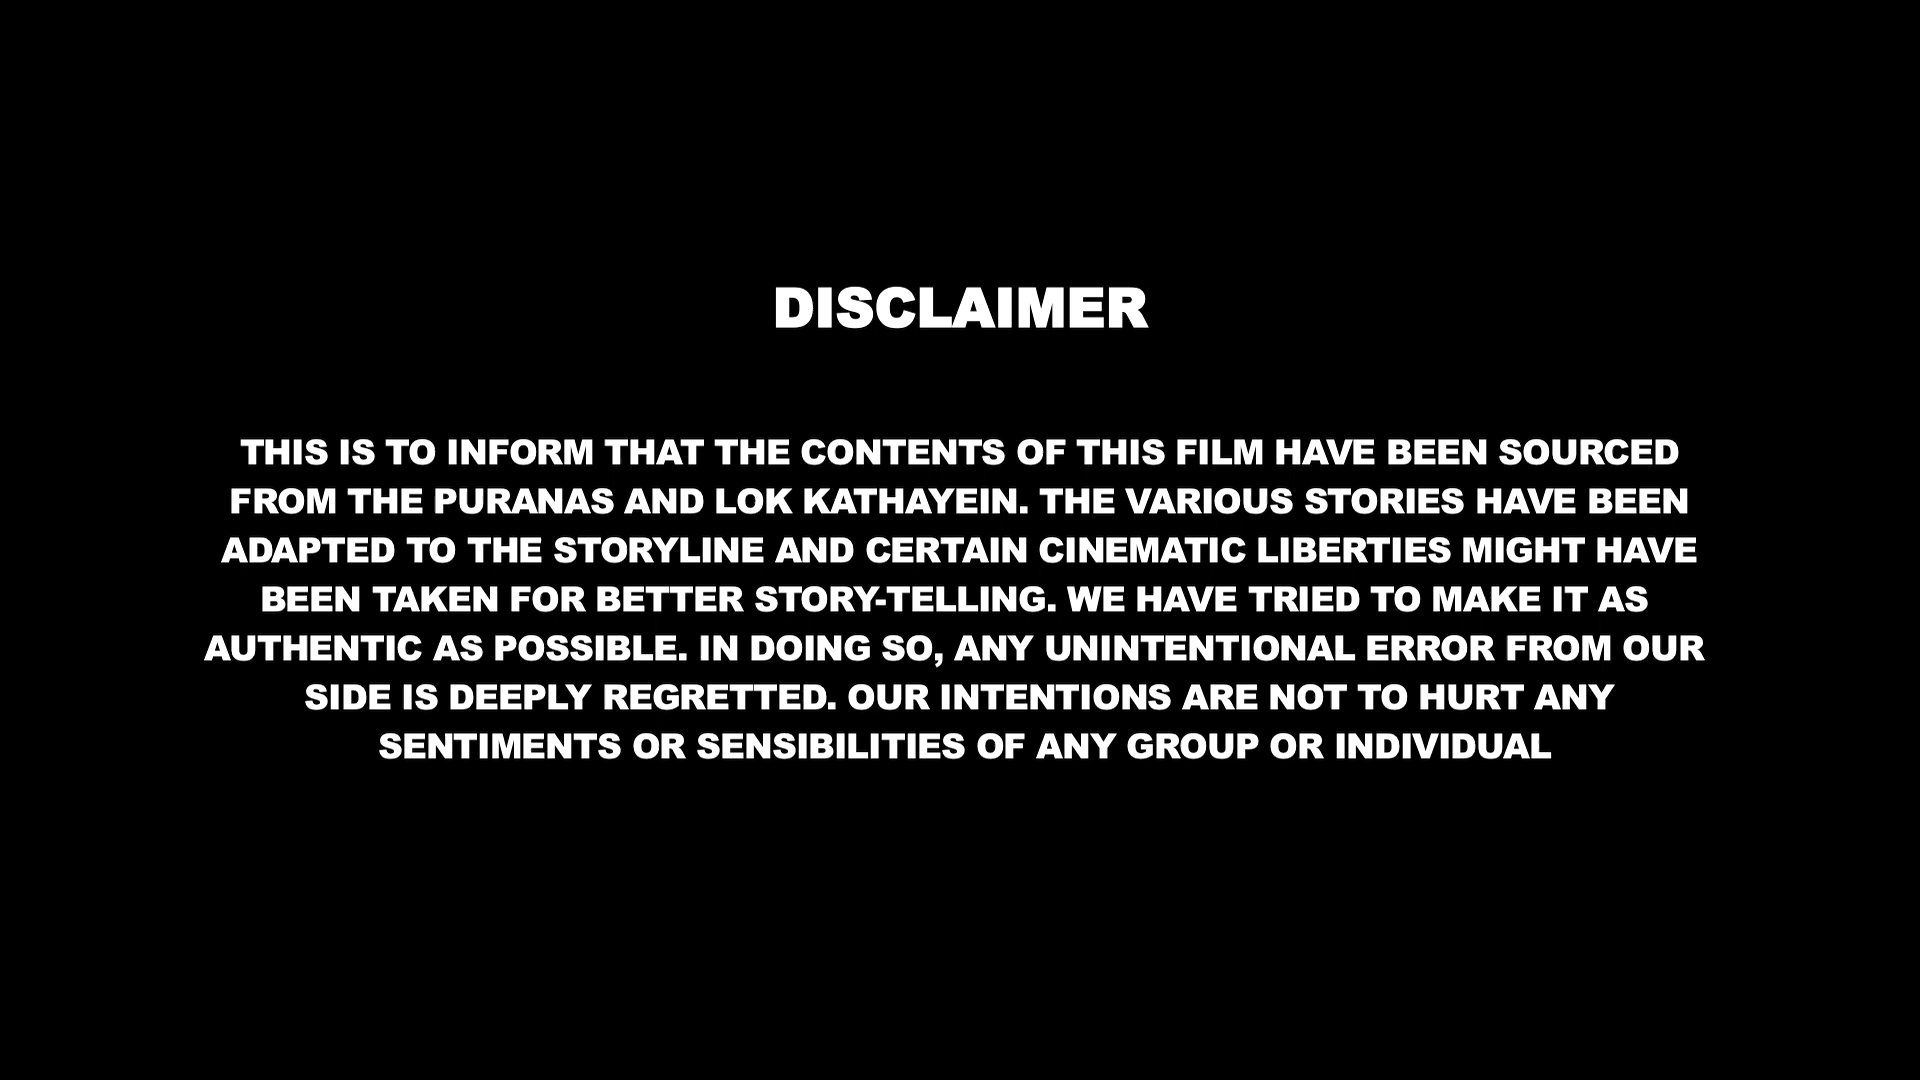 DISCLAIMER
THIS IS TO INFORM THAT THE CONTENTS OF THIS FILM HAVE BEEN SOURCED
FROM THE PURANAS AND LOK KATHAYEIN. THE VARIOUS STORIES HAVE BEEN
ADAPTED TO THE STORYLINE AND CERTAIN CINEMATIC LIBERTIES MIGHT HAVE
BEEN TAKEN FOR BETTER STORY-TELLING. WE HAVE TRIED TO MAKE IT AS
AUTHENTIC AS POSSIBLE. IN DOING SO, ANY UNINTENTIONAL ERROR FROM OUR
SIDE IS DEEPLY REGRETTED. OUR INTENTIONS ARE NOT TO HURT ANY
SENTIMENTS OR SENSIBILITIES OF ANY GROUP OR INDIVIDUAL